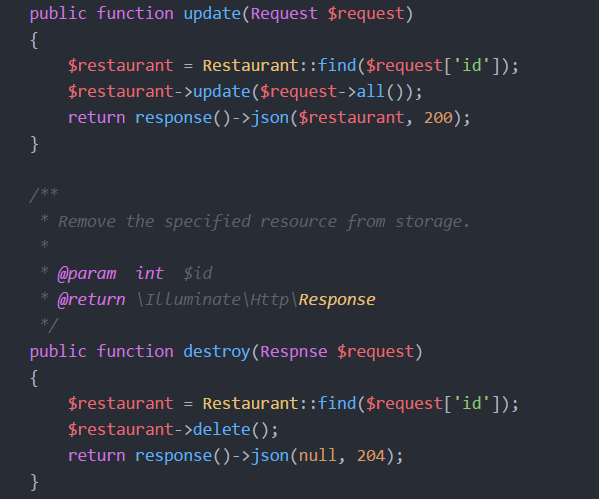 public function update(Request $request)
{
    $restaurant = Restaurant::find($request['id']);
    $restaurant->update($request->all());
    return response()->json($restaurant, 200);
}

/**
 * Remove the specified resource from storage.
 *
 * @param  int  $id
 * @return \Illuminate\Http\Response
 */
public function destroy(Respnse $request)
{
    $restaurant = Restaurant::find($request['id']);
    $restaurant->delete();
    return response()->json(null, 204);
}